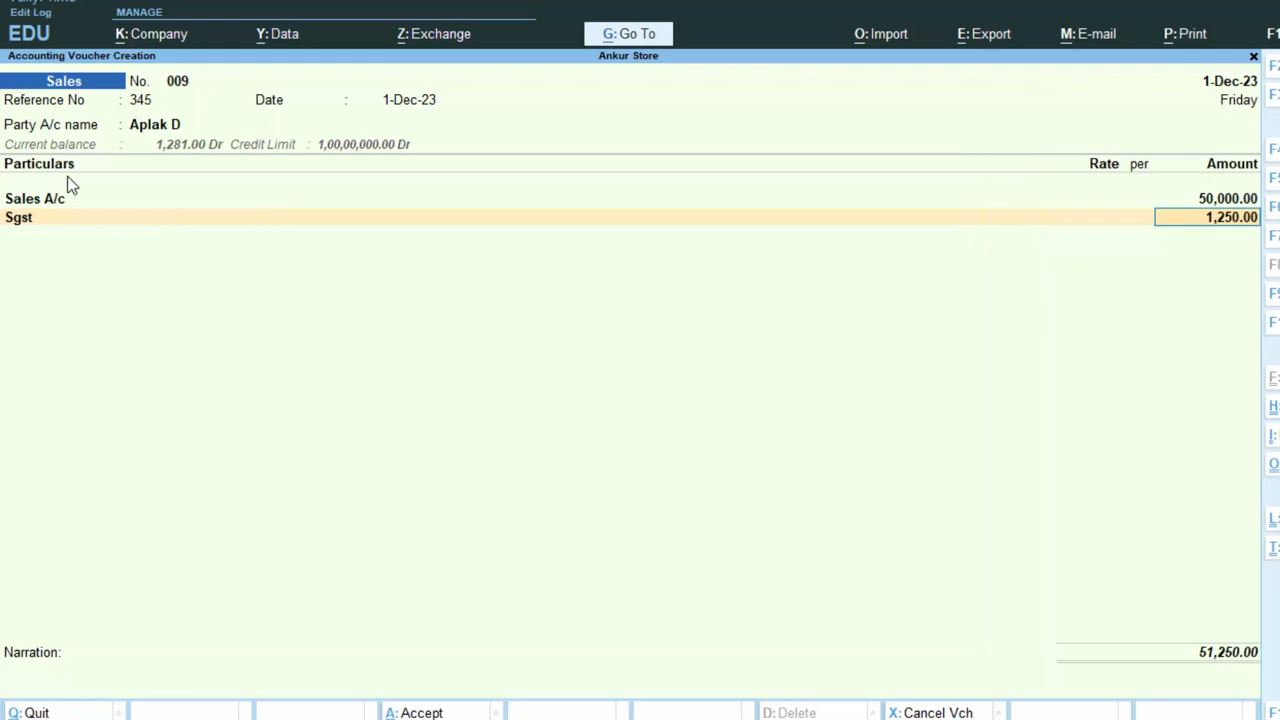 Edit Log
MANAGE
EDU K: Company Y: Data Z: Exchange G: Go To O: Import E: Export M: E-mail P: Print F1
Accounting Voucher Creation Ankur Store
Sales No. 009 1-Dec-23
Reference No : 345 Date : 1-Dec-23 Friday
Party A/c name : Aplak D
Current balance : 1,281.00 Dr Credit Limit : 1,00,00,000.00 Dr
Particulars Rate per Amount
Sales A/c 50,000.00
Sgst 1,250.00
Narration: 51,250.00
Q: Quit A: Accept D: Delete X: Cancel Vch